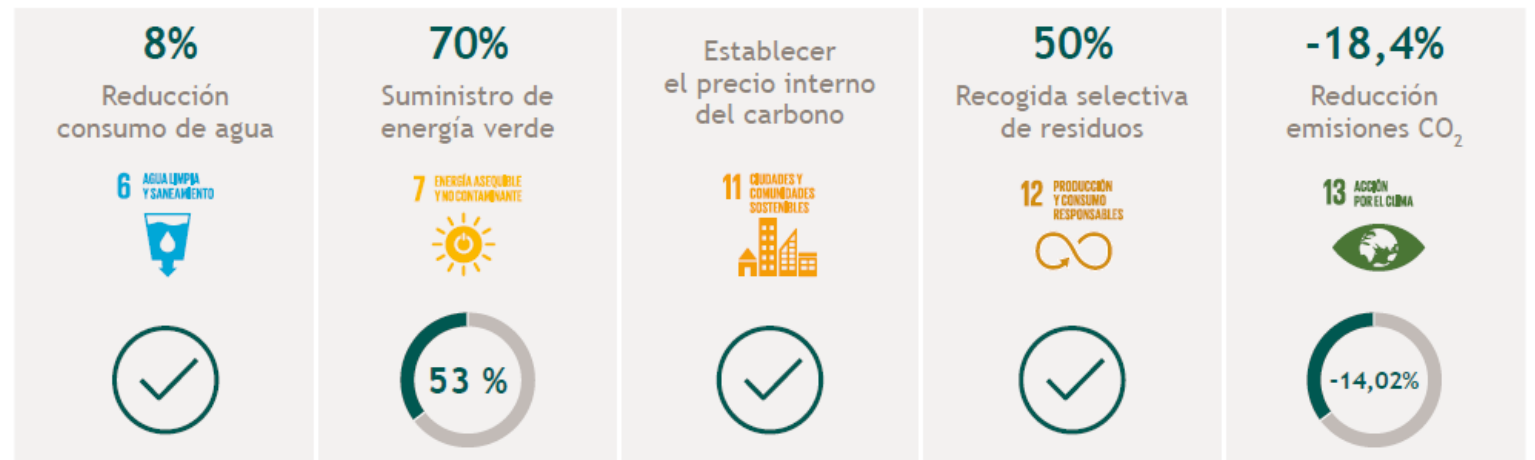 8%
Reducción
consumo de agua
6 AGUA LIMPIA
Y SANEAMIENTO
70%
Suministro de
energía verde
7 ENERGÍA ASEQUIBLE
Y NO CONTAMINANTE
53 %
Establecer
el precio interno
del carbono
11 CIUDADES Y
COMUNIDADES
SOSTENIBLES
50%
Recogida selectiva
de residuos
12 PRODUCCIÓN
Y CONSUMO
RESPONSABLES
-18,4%
Reducción
emisiones CO₂
13 ACCIÓN
POR EL CLIMA
-14,02%